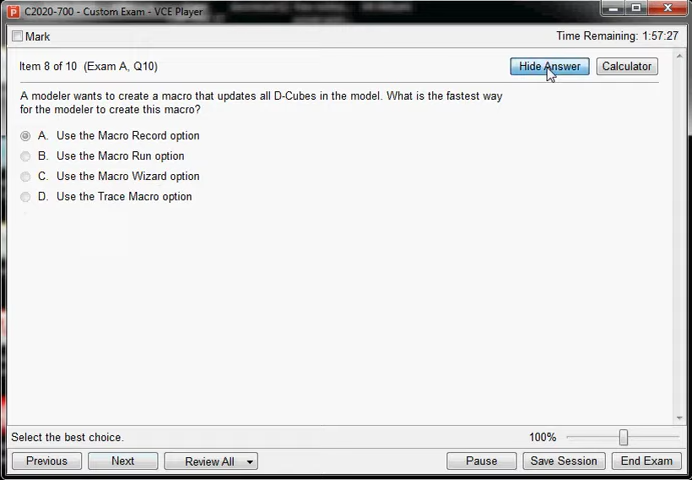 C2020-700 - Custom Exam - VCE Player
Mark
Time Remaining: 1:57:27
Item 8 of 10 (Exam A, Q10)
Hide Answer
Calculator
A modeler wants to create a macro that updates all D-Cubes in the model. What is the fastest way
for the modeler to create this macro?
A. Use the Macro Record option
B. Use the Macro Run option
C. Use the Macro Wizard option
D. Use the Trace Macro option
Select the best choice.
100%
Previous
Next
Review All
Pause
Save Session
End Exam